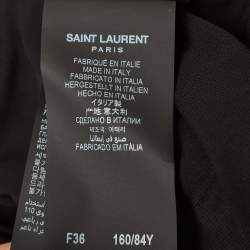 SAINT LAURENT
PARIS
FABRIQUÉ EN ITALIE
MADE IN ITALY
FABBRICATO IN ITALIA
HERGESTELLT IN ITALIEN
HECHO EN ITALIA
イタリア製
产地:意大利
제조국: 이태리
СДЕЛАНО В ИТАЛИИ
صنع في إيطاليا
FABRICADO EM ITÁLIA
F36 160/84Y